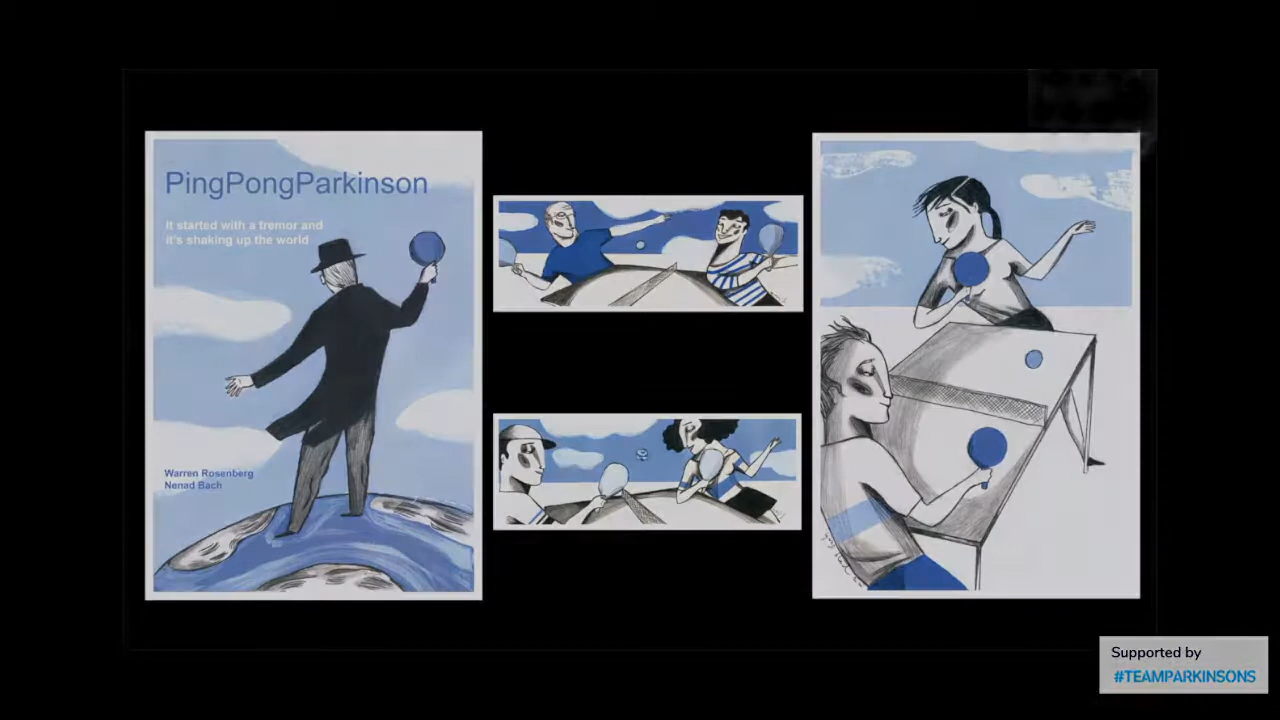 PingPongParkinson
It started with a tremor and
it's shaking up the world
Warren Rosenberg
Nenad Bach
Supported by
#TEAMPARKINSONS